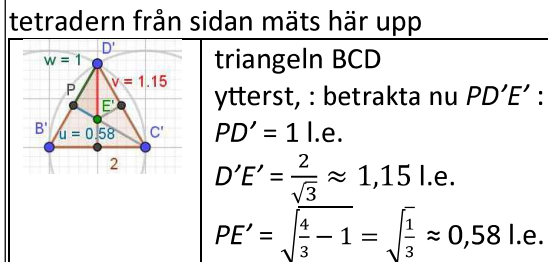 tetradern från sidan mäts här upp
D'
w = 1
v = 1.15
P
E'
B'
u = 0.58
C'
2
triangeln BCD
ytterst, : betrakta nu PD’E’ :
PD’ = 1 l.e.
D’E’ = 2/√3 ≈ 1,15 l.e.
PE’ = √(4/3 − 1) = √(1/3) ≈ 0,58 l.e.